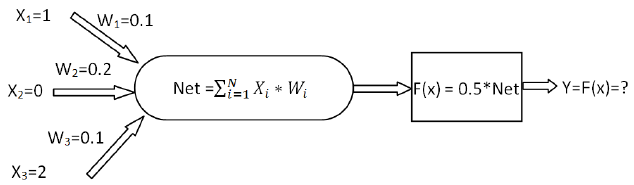 X₁=1
W₁=0.1
W₂=0.2
X₂=0
Net =∑ᵢ₌₁ᴺ Xᵢ * Wᵢ
F(x) = 0.5*Net
Y=F(x)=?
W₃=0.1
X₃=2